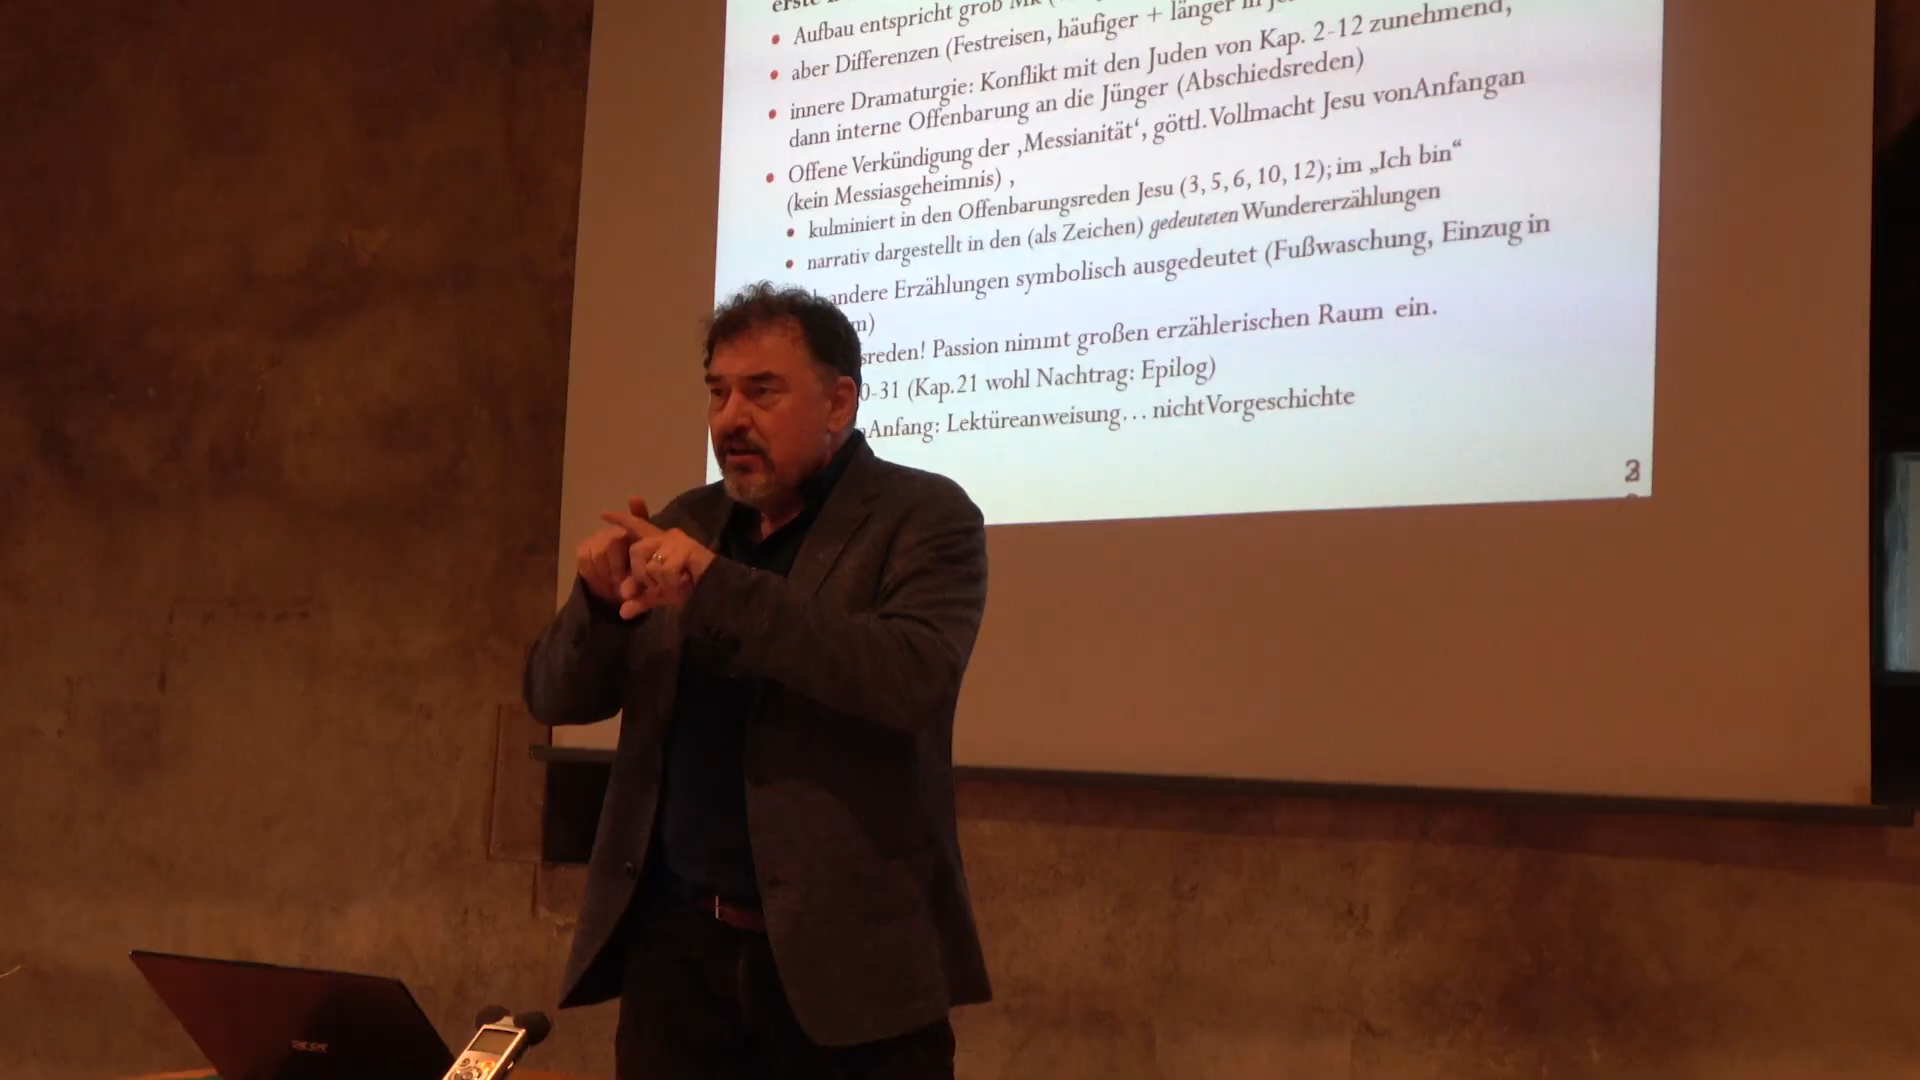 erste
Aufbau entspricht grob Mk
aber Differenzen (Festreisen, häufiger + länger in
innere Dramaturgie: Konflikt mit den Juden von Kap. 2-12 zunehmend,
dann interne Offenbarung an die Jünger (Abschiedsreden)
Offene Verkündigung der ‚Messianität‘, göttl. Vollmacht Jesu vonAnfangan
(kein Messiasgeheimnis) ,
kulminiert in den Offenbarungsreden Jesu (3, 5, 6, 10, 12); im „Ich bin“
narrativ dargestellt in den (als Zeichen) gedeuteten Wundererzählungen
andere Erzählungen symbolisch ausgedeutet (Fußwaschung, Einzug in
m)
sreden! Passion nimmt großen erzählerischen Raum ein.
0-31 (Kap.21 wohl Nachtrag: Epilog)
Anfang: Lektüreanweisung… nichtVorgeschichte
acer